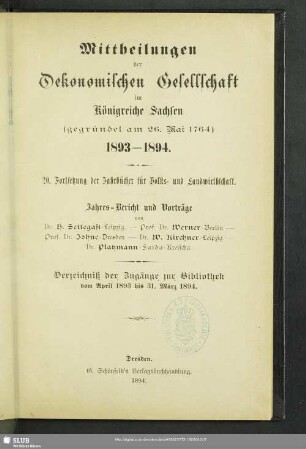 Mittheilungen
der
Oekonomischen Gesellschaft
im
Königreiche Sachsen
(gegründet am 26. Mai 1764)
1893—1894.
20. Fortsetzung der Jahrbücher für Volks- und Landwirthschaft.
Jahres-Bericht und Vorträge
von
Dr. H. Settegast-Leipzig. — Prof. Dr. Werner-Berlin —
Prof. Dr. Johne-Dresden — Dr. W. Kirchner-Leipzig
Dr. Platzmann
Verzeichniß der Zugänge zur Bibliothek
vom April 1893 bis 31. März 1894.
Dresden.
G. Schönfeld's Verlagsbuchhandlung.
1894.
SLUB